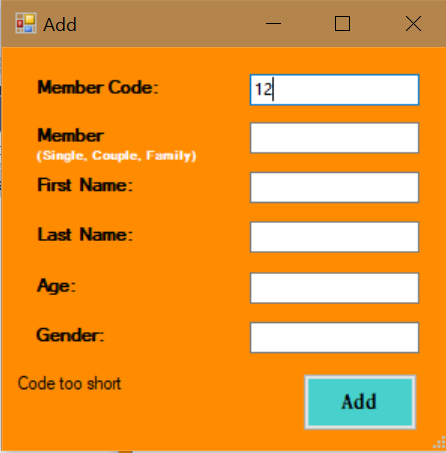 Add
Member Code:
12
Member
(Single, Couple, Family)
First Name:
Last Name:
Age:
Gender:
Code too short
Add